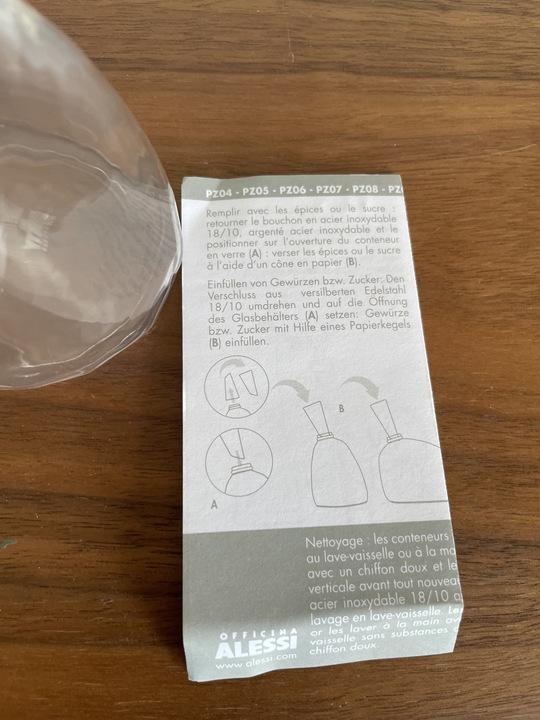 PZ04 - PZ05 - PZ06 - PZ07 - PZ08 -
Remplir avec les épices ou le sucre :
retourner le bouchon en acier inoxydable
18/10, argenté acier inoxydable et le
positionner sur l'ouverture du conteneur
en verre (A) : verser les épices ou le sucre
à l'aide d'un cône en papier (B).
Einfüllen von Gewürzen bzw. Zucker: Den
Verschluss aus versilberten Edelstahl
18/10 umdrehen und auf die Öffnung
des Glasbehälters (A) setzen: Gewürze
bzw. Zucker mit Hilfe eines Papierkegels
(B) einfüllen.
B
A
Nettoyage : les conteneurs
au lave-vaisselle ou à la
avec un chiffon doux et le
verticale avant tout
acier inoxydable 18/10
lavage en lave-vaisselle.
or les laver à la main
vaisselle sans substances
chiffon doux.
OFFICINA
ALESSI
www.alessi.com